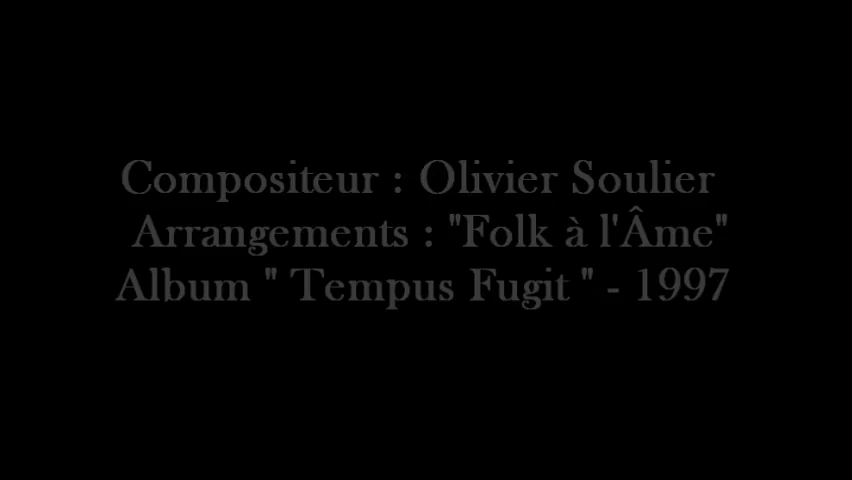 Compositeur : Olivier Soulier
Arrangements : "Folk à l'Âme"
Album " Tempus Fugit " - 1997